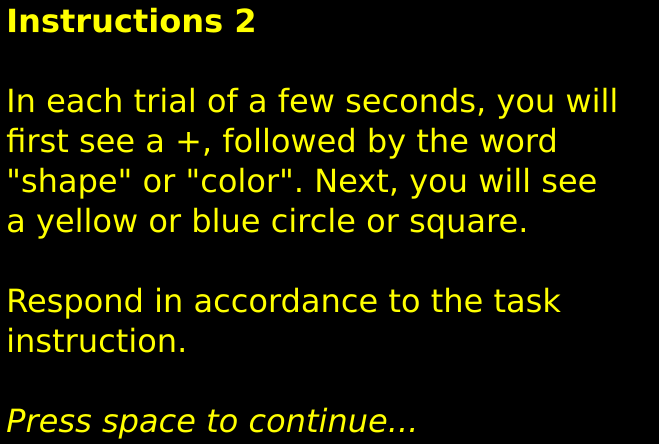 Instructions 2
In each trial of a few seconds, you will
first see a +, followed by the word
"shape" or "color". Next, you will see
a yellow or blue circle or square.
Respond in accordance to the task
instruction.
Press space to continue...